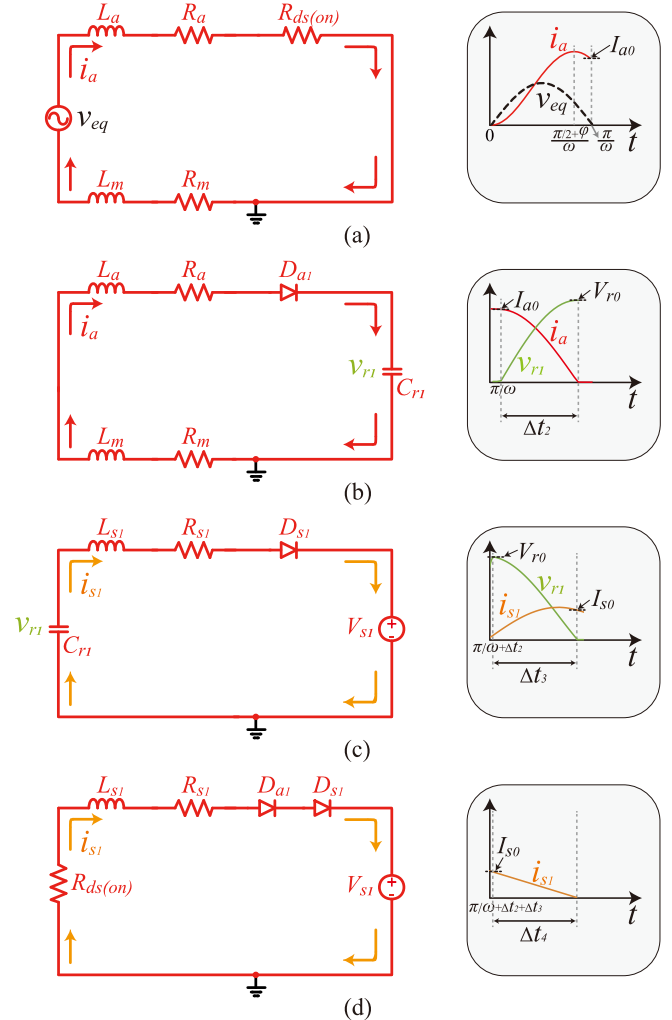 L_a R_a R_ds(on)
i_a
v_eq
L_m R_m
i_a I_a0
v_eq
0 π/2+φ/ω π/ω t
(a)
L_a R_a D_a1
i_a
v_r1 C_r1
L_m R_m
I_a0 V_r0
i_a
v_r1
π/ω t
Δt_2
(b)
L_s1 R_s1 D_s1
i_s1
v_r1 C_r1 V_s1
V_r0
v_r1
i_s1 I_s0
π/ω+Δt_2 t
Δt_3
(c)
L_s1 R_s1 D_a1 D_s1
i_s1
R_ds(on) V_s1
I_s0
i_s1
π/ω+Δt_2+Δt_3 t
Δt_4
(d)